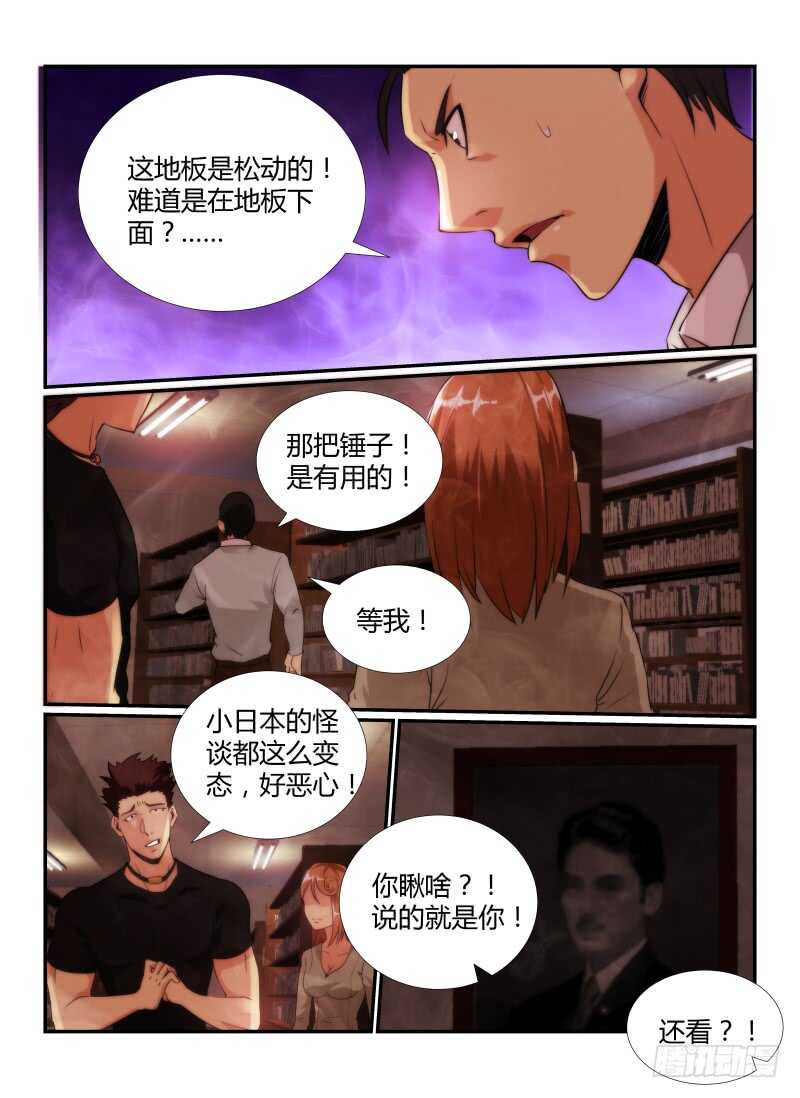 这地板是松动的！
难道是在地板下
面？……
那把锤子！
是有用的！
等我！
小日本的怪
谈都这么变
态，好恶心！
你瞅啥？！
说的就是你！
还看？！
腾讯动漫